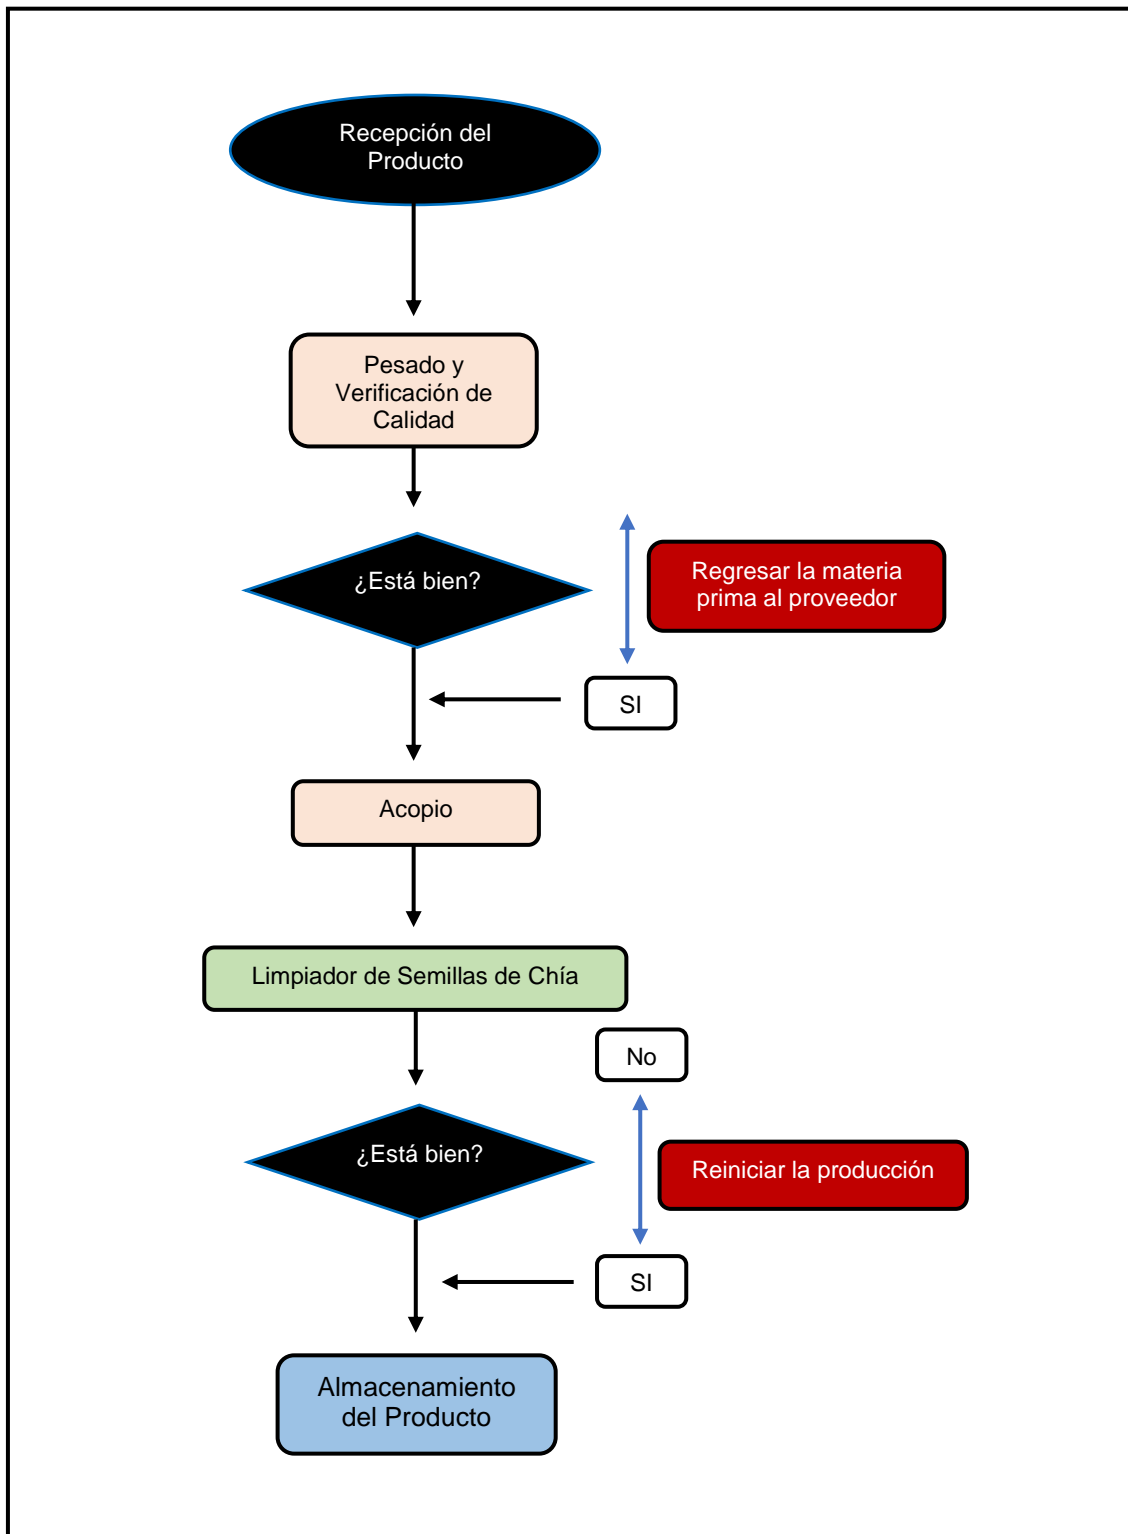 Recepción del
Producto
Pesado y
Verificación de
Calidad
¿Está bien?
Regresar la materia
prima al proveedor
SI
Acopio
Limpiador de Semillas de Chía
No
¿Está bien?
Reiniciar la producción
SI
Almacenamiento
del Producto